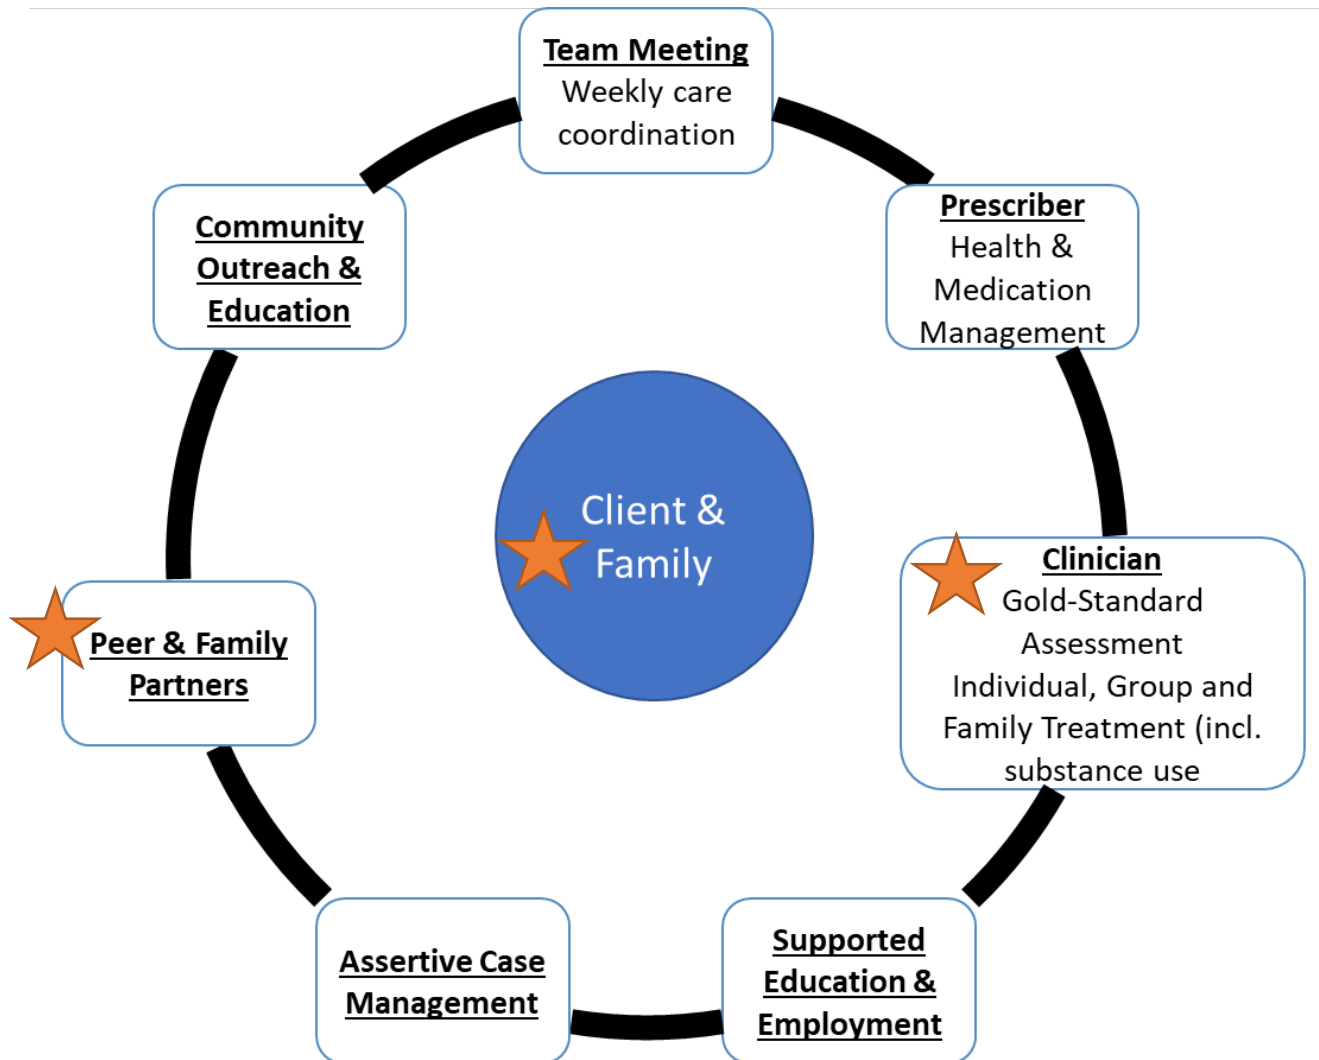 Team Meeting
Weekly care
coordination
Prescriber
Health &
Medication
Management
Clinician
Gold-Standard
Assessment
Individual, Group and
Family Treatment (incl.
substance use
Supported
Education &
Employment
Assertive Case
Management
Peer & Family
Partners
Community
Outreach &
Education
Client &
Family